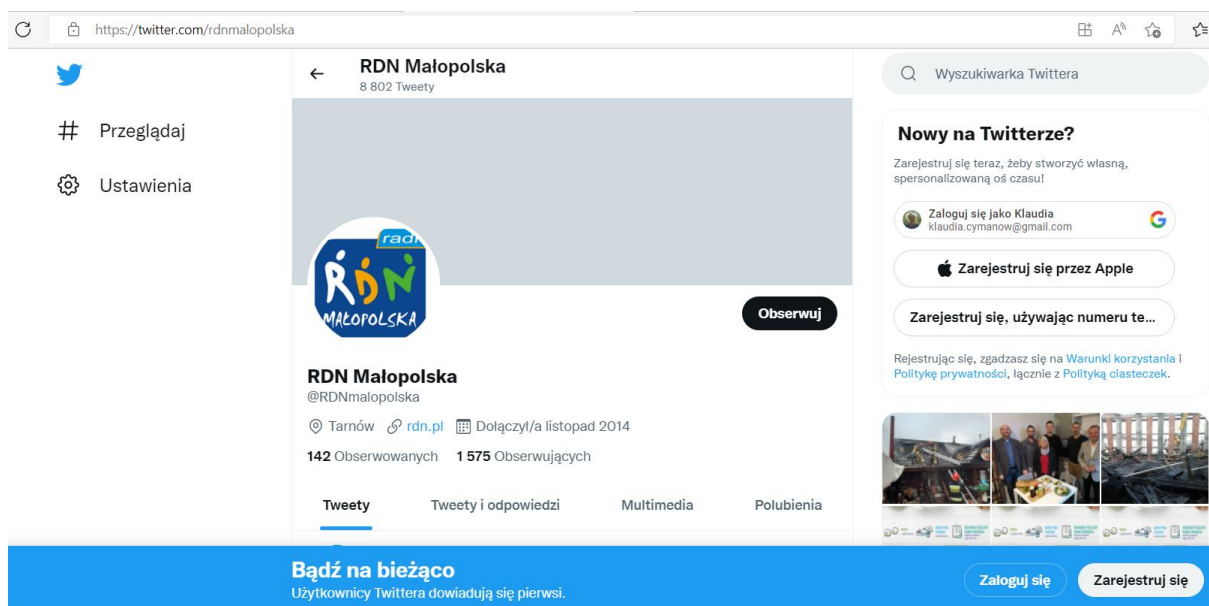 https://twitter.com/rdnmalopolska
RDN Małopolska
8 802 Tweety
Wyszukiwarka Twittera
Przeglądaj
Ustawienia
Nowy na Twitterze?
Zarejestruj się teraz, żeby stworzyć własną,
spersonalizowaną oś czasu!
Zaloguj się jako Klaudia
klaudia.cymanow@gmail.com
Zarejestruj się przez Apple
Zarejestruj się, używając numeru te...
Rejestrując się, zgadzasz się na Warunki korzystania i
Politykę prywatności, łącznie z Polityką ciasteczek.
radi
RDN
MAŁOPOLSKA
Obserwuj
RDN Małopolska
@RDNmalopolska
Tarnów rdn.pl Dołączył/a listopad 2014
142 Obserwowanych 1 575 Obserwujących
Tweety Tweety i odpowiedzi Multimedia Polubienia
Bądź na bieżąco
Użytkownicy Twittera dowiadują się pierwsi.
Zaloguj się
Zarejestruj się